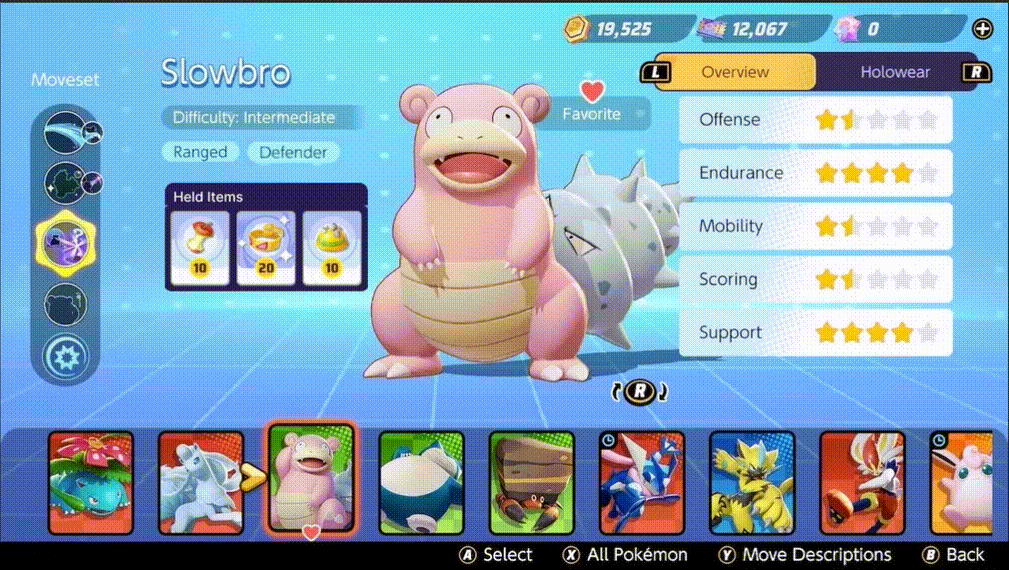 19,525
12,067
0
Moveset
Slowbro
Difficulty: Intermediate
Ranged
Defender
Held Items
10
20
10
Favorite
L
Overview
Holowear
R
Offense
Endurance
Mobility
Scoring
Support
R
A Select
X All Pokémon
Y Move Descriptions
B Back